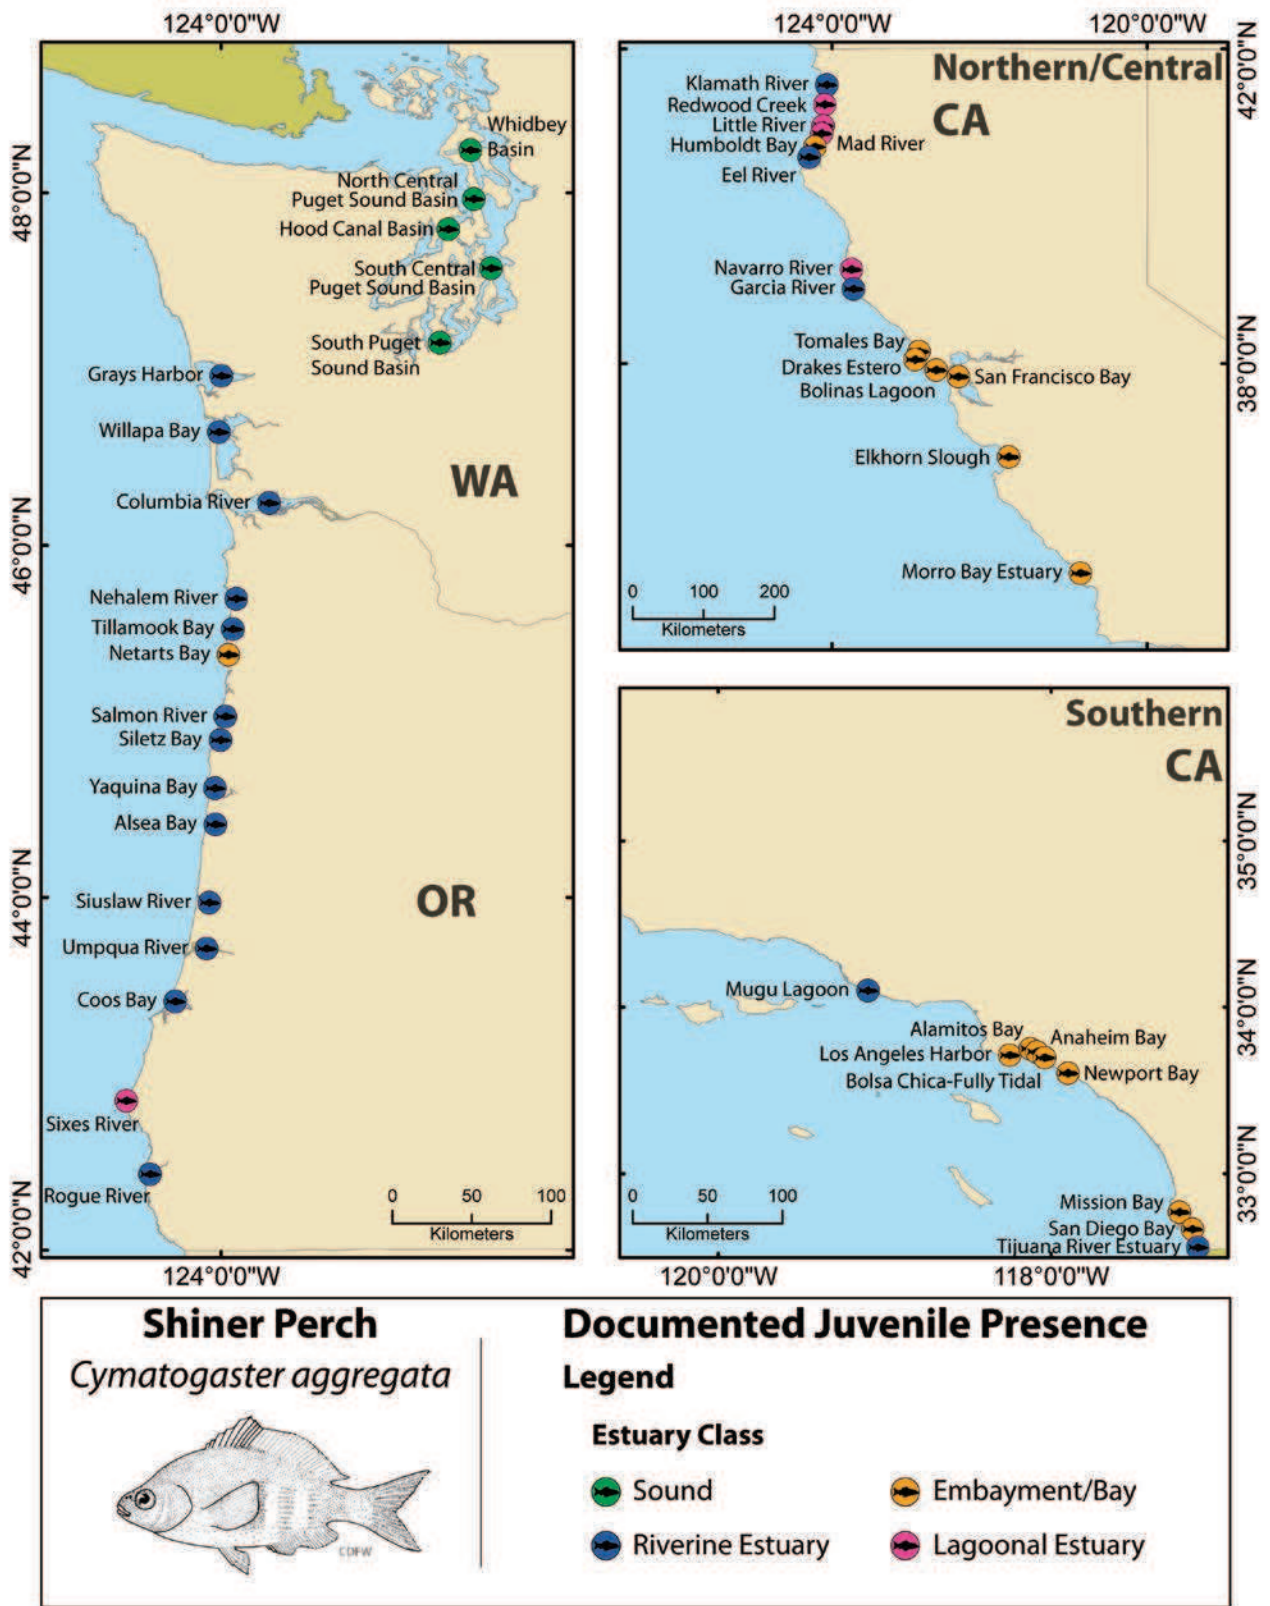 124°0'0"W
124°0'0"W
120°0'0"W
48°0'0"N
46°0'0"N
44°0'0"N
42°0'0"N
Whidbey
Basin
North Central
Puget Sound Basin
Hood Canal Basin
South Central
Puget Sound Basin
South Puget
Sound Basin
Grays Harbor
Willapa Bay
WA
Columbia River
Nehalem River
Tillamook Bay
Netarts Bay
Salmon River
Siletz Bay
Yaquina Bay
Alsea Bay
Siuslaw River
OR
Umpqua River
Coos Bay
Sixes River
Rogue River
0 50 100
Kilometers
124°0'0"W
Northern/Central
CA
42°0'0"N
38°0'0"N
Klamath River
Redwood Creek
Little River
Humboldt Bay
Mad River
Eel River
Navarro River
Garcia River
Tomales Bay
Drakes Estero
Bolinas Lagoon
San Francisco Bay
Elkhorn Slough
Morro Bay Estuary
0 100 200
Kilometers
Southern
CA
35°0'0"N
34°0'0"N
33°0'0"N
Mugu Lagoon
Alamitos Bay
Anaheim Bay
Los Angeles Harbor
Bolsa Chica-Fully Tidal
Newport Bay
Mission Bay
San Diego Bay
Tijuana River Estuary
0 50 100
Kilometers
120°0'0"W
118°0'0"W
Shiner Perch
Cymatogaster aggregata
CDFW
Documented Juvenile Presence
Legend
Estuary Class
Sound
Embayment/Bay
Riverine Estuary
Lagoonal Estuary